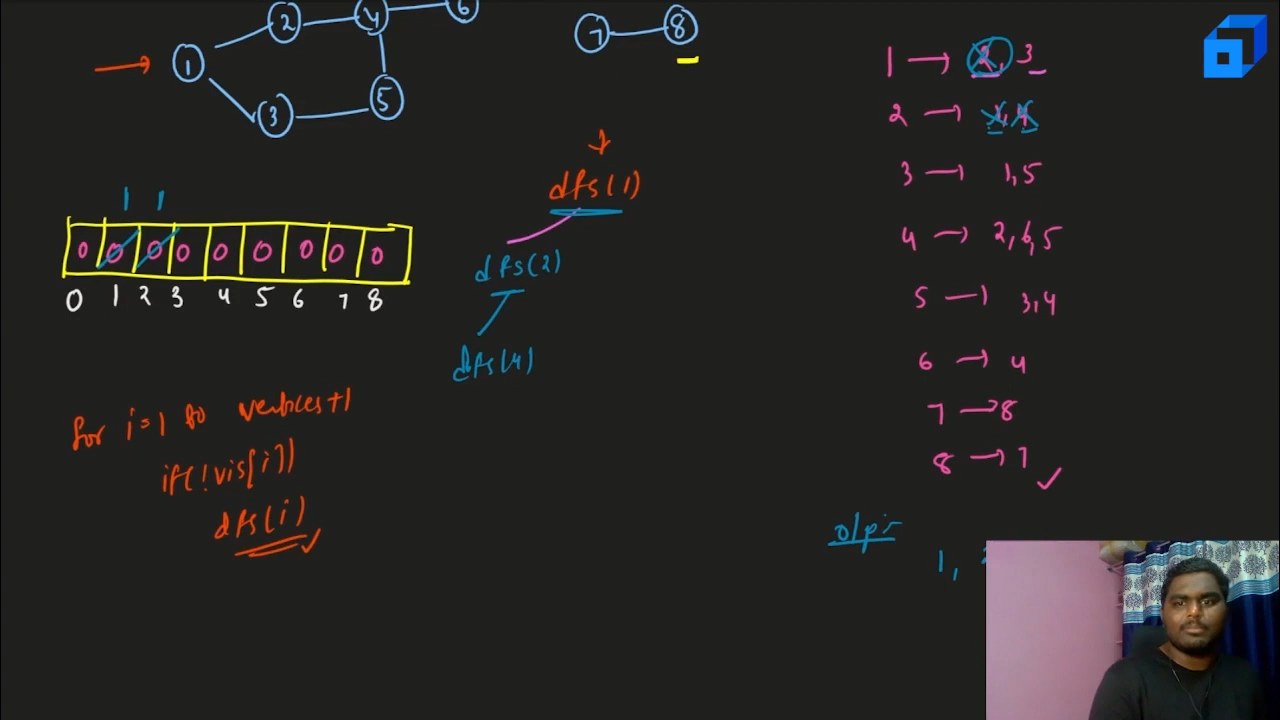 2 4 6 7 8
1
3 5
1 → 2, 3
2 → 1, 4
3 → 1, 5
4 → 2, 6, 5
5 → 3, 4
6 → 4
7 → 8
8 → 7
dfs(1)
dfs(2)
dfs(4)
1 1
0 0 0 0 0 0 0 0 0
0 1 2 3 4 5 6 7 8
for i=1 to vertices+1
if(!vis[i])
dfs(i)
o/p:-
1,